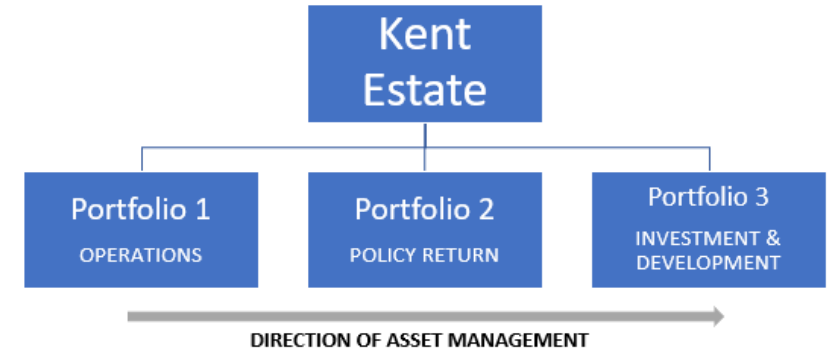 Kent
Estate
Portfolio 1
OPERATIONS
Portfolio 2
POLICY RETURN
Portfolio 3
INVESTMENT &
DEVELOPMENT
DIRECTION OF ASSET MANAGEMENT